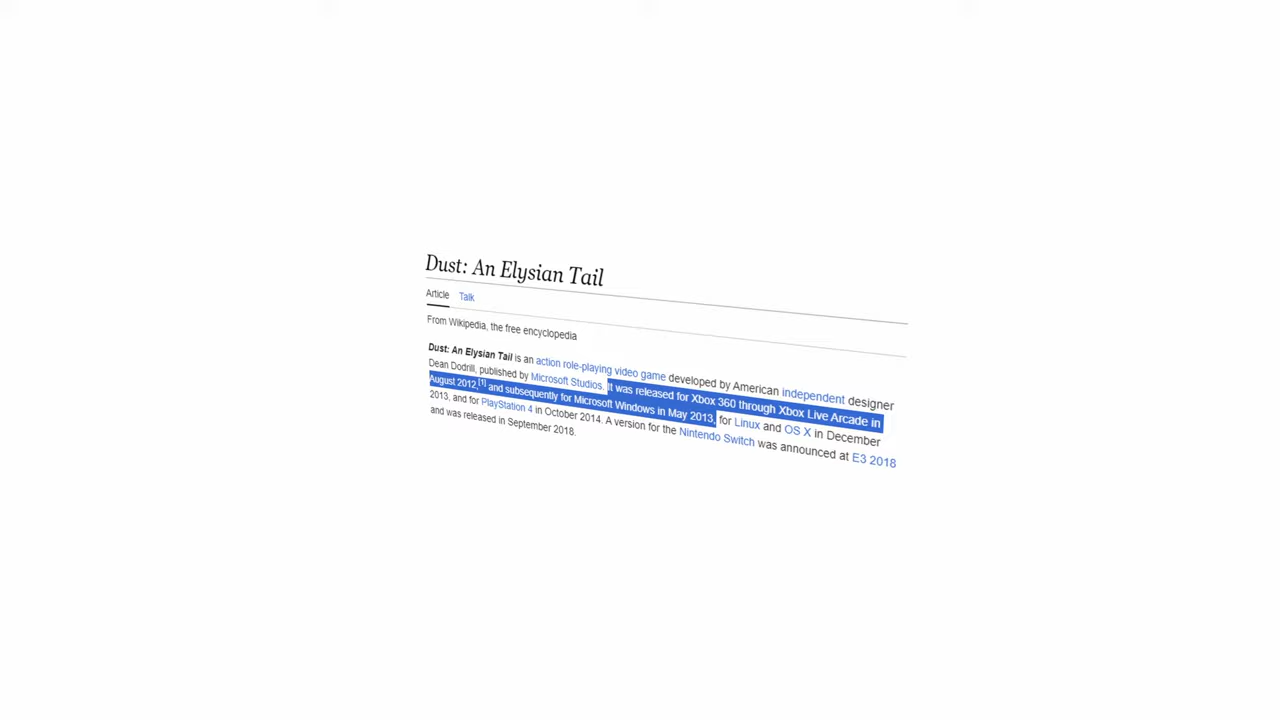 Dust: An Elysian Tail
Article Talk
From Wikipedia, the free encyclopedia
Dust: An Elysian Tail is an action role-playing video game developed by American independent designer
Dean Dodrill, published by Microsoft Studios. It was released for Xbox 360 through Xbox Live Arcade in
August 2012,[1] and subsequently for Microsoft Windows in May 2013, for Linux and OS X in December
2013, and for PlayStation 4 in October 2014. A version for the Nintendo Switch was announced at E3 2018
and was released in September 2018.